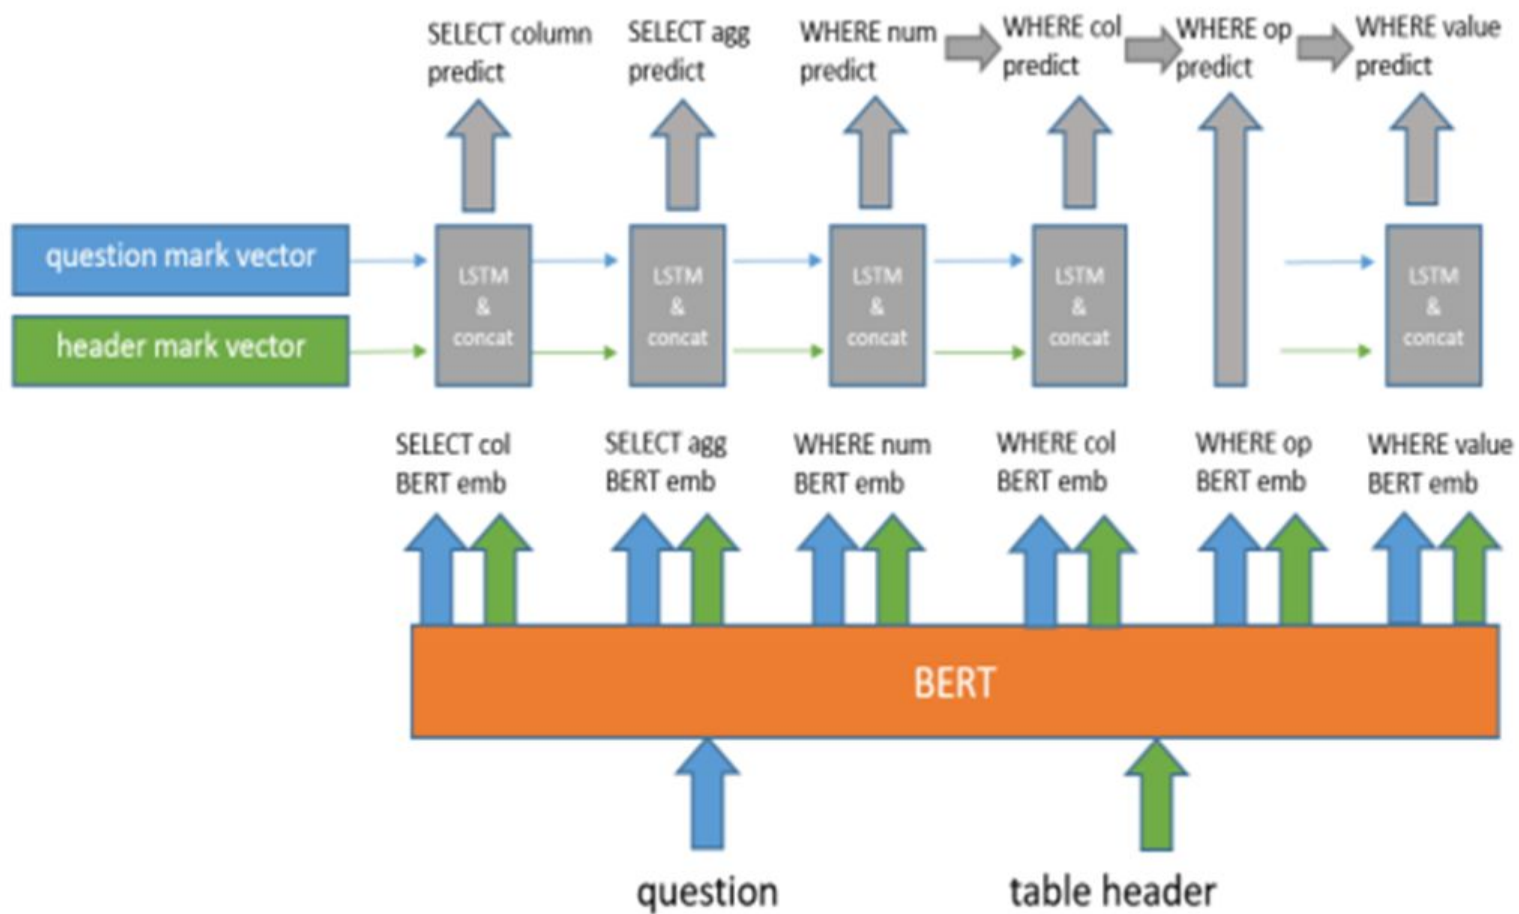 SELECT column
predict
SELECT agg
predict
WHERE num
predict
WHERE col
predict
WHERE op
predict
WHERE value
predict
question mark vector
header mark vector
LSTM
&
concat
LSTM
&
concat
LSTM
&
concat
LSTM
&
concat
LSTM
&
concat
SELECT col
BERT emb
SELECT agg
BERT emb
WHERE num
BERT emb
WHERE col
BERT emb
WHERE op
BERT emb
WHERE value
BERT emb
BERT
question
table header